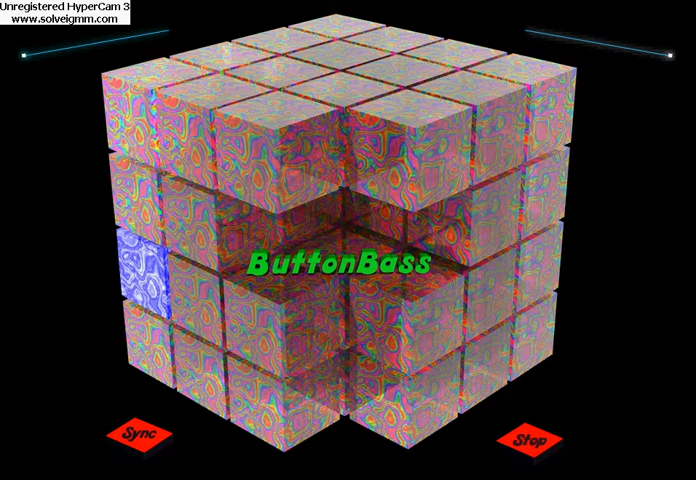 Unregistered HyperCam 3
www.solveigmm.com
ButtonBass
Sync
Stop